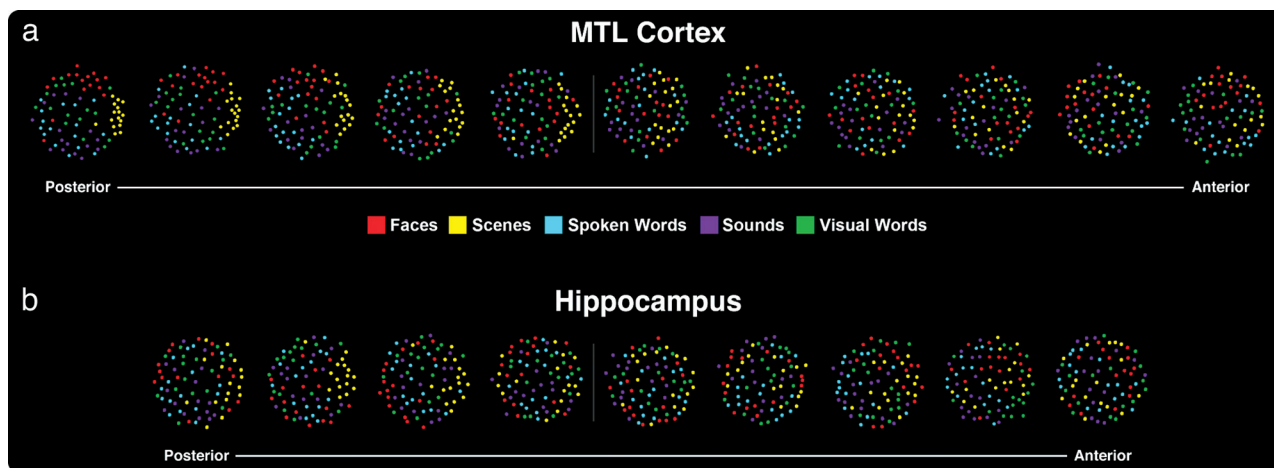 a
MTL Cortex
Posterior
Anterior
Faces Scenes Spoken Words Sounds Visual Words
b
Hippocampus
Posterior
Anterior